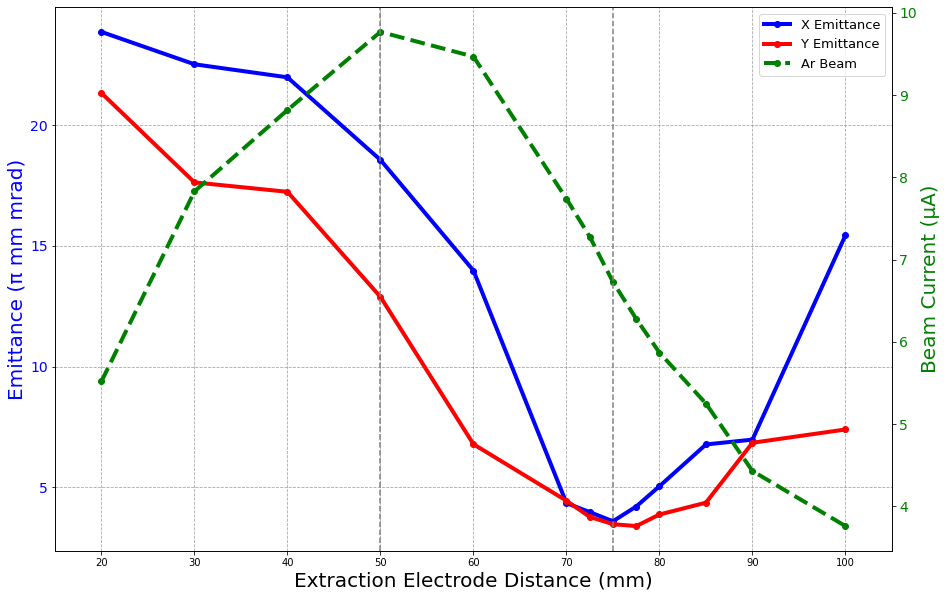 X Emittance
Y Emittance
Ar Beam
Emittance (π mm mrad)
20
15
10
5
10
9
8
7
6
5
4
Beam Current (μA)
20 30 40 50 60 70 80 90 100
Extraction Electrode Distance (mm)